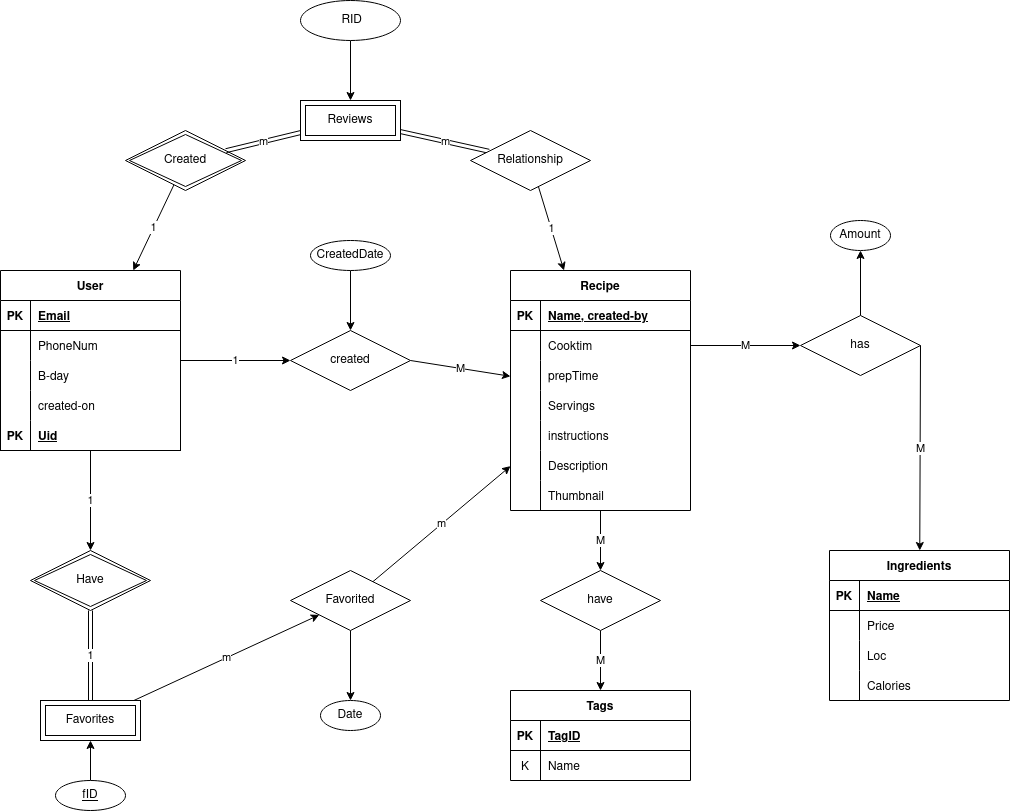 RID
Reviews
m
m
Created
Relationship
1
1
Amount
CreatedDate
User
PK Email
PhoneNum
B-day
created-on
PK Uid
1
created
M
Recipe
PK Name, created-by
Cooktim
prepTime
Servings
instructions
Description
Thumbnail
M
has
M
1
m
M
Have
Favorited
have
Ingredients
PK Name
Price
Loc
Calories
1
m
M
Favorites
Date
Tags
PK TagID
K Name
fID